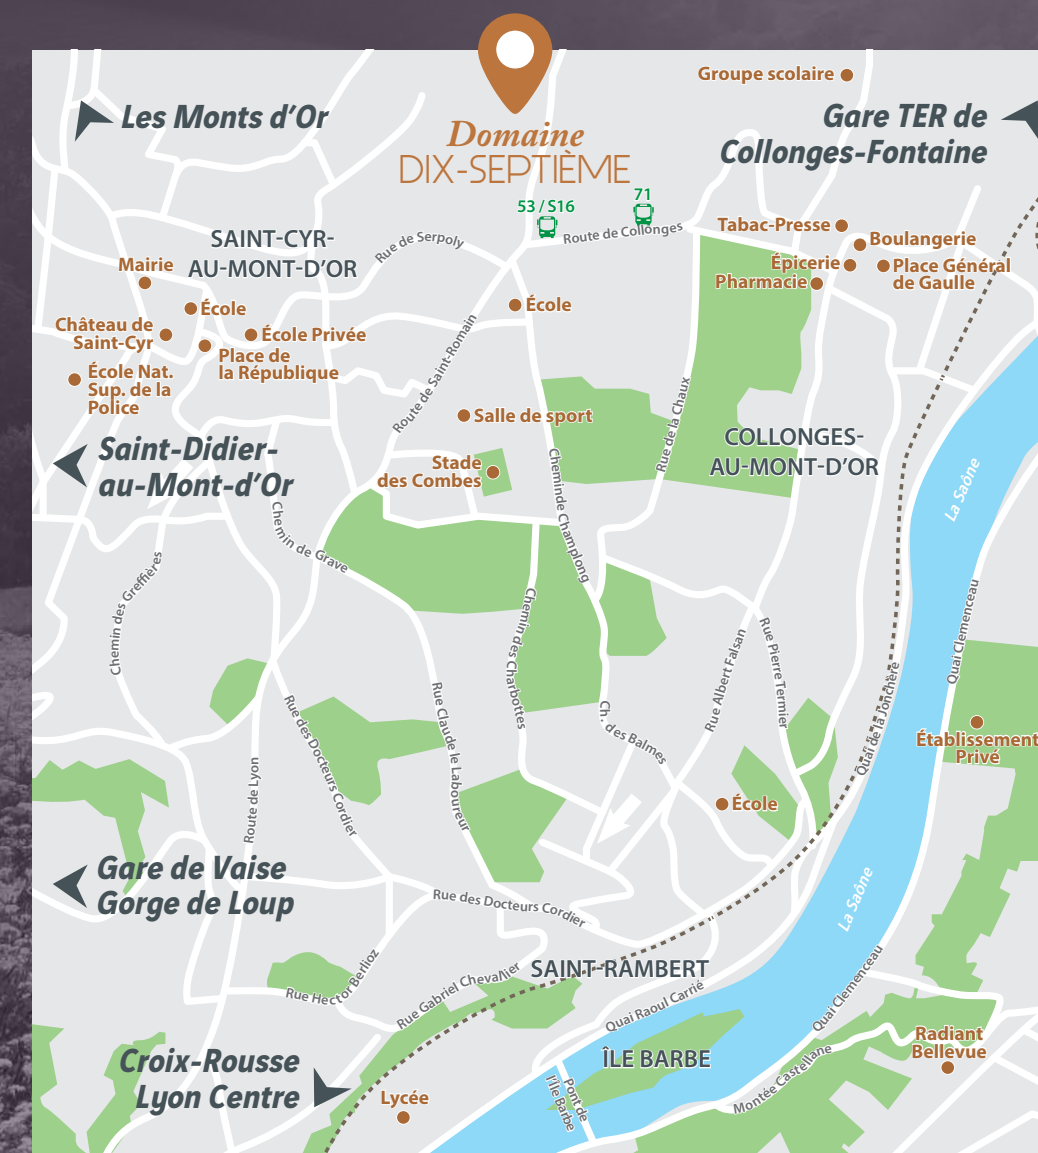 Groupe scolaire
Les Monts d'Or
Gare TER de
Collonges-Fontaine
Domaine
DIX-SEPTIÈME
53 / S16
71
Route de Collonges
Rue de Serpoly
Tabac-Presse
Boulangerie
Épicerie
Place Général
de Gaulle
Pharmacie
SAINT-CYR-
AU-MONT-D'OR
Mairie
École
École
Château de
Saint-Cyr
École Privée
Place de
la République
École Nat.
Sup. de la
Police
Route de Saint-Romain
Salle de sport
Rue de la Chaux
COLLONGES-
AU-MONT-D'OR
Saint-Didier-
au-Mont-d'Or
Stade
des Combes
Cheminde Champlong
La Saône
Chemin de Grave
Chemin des Greffières
Chemin des Charbottes
Quai Clemenceau
Rue Albert Falsan
Rue Pierre Termier
Quai de la Jonchère
Rue des Docteurs Cordier
Rue Claude le Laboureur
Ch. des Balmes
Établissement
Privé
Route de Lyon
École
Gare de Vaise
Gorge de Loup
Rue des Docteurs Cordier
La Saône
Rue Hector Berlioz
Rue Gabriel Chevallier
SAINT-RAMBERT
Quai Raoul Carrié
Quai Clemenceau
ÎLE BARBE
Radiant
Bellevue
Croix-Rousse
Lyon Centre
Lycée
Pont de
l'Île Barbe
Montée Castellane